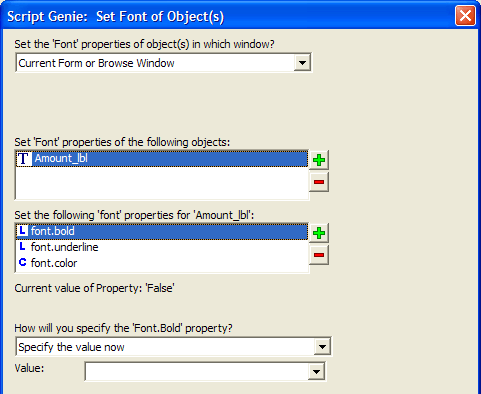 Script Genie:  Set Font of Object(s)
Set the 'Font' properties of object(s) in which window?
Current Form or Browse Window
Set 'Font' properties of the following objects:
T Amount_lbl
Set the following 'font' properties for 'Amount_lbl':
L font.bold
L font.underline
C font.color
Current value of Property: 'False'
How will you specify the 'Font.Bold' property?
Specify the value now
Value: